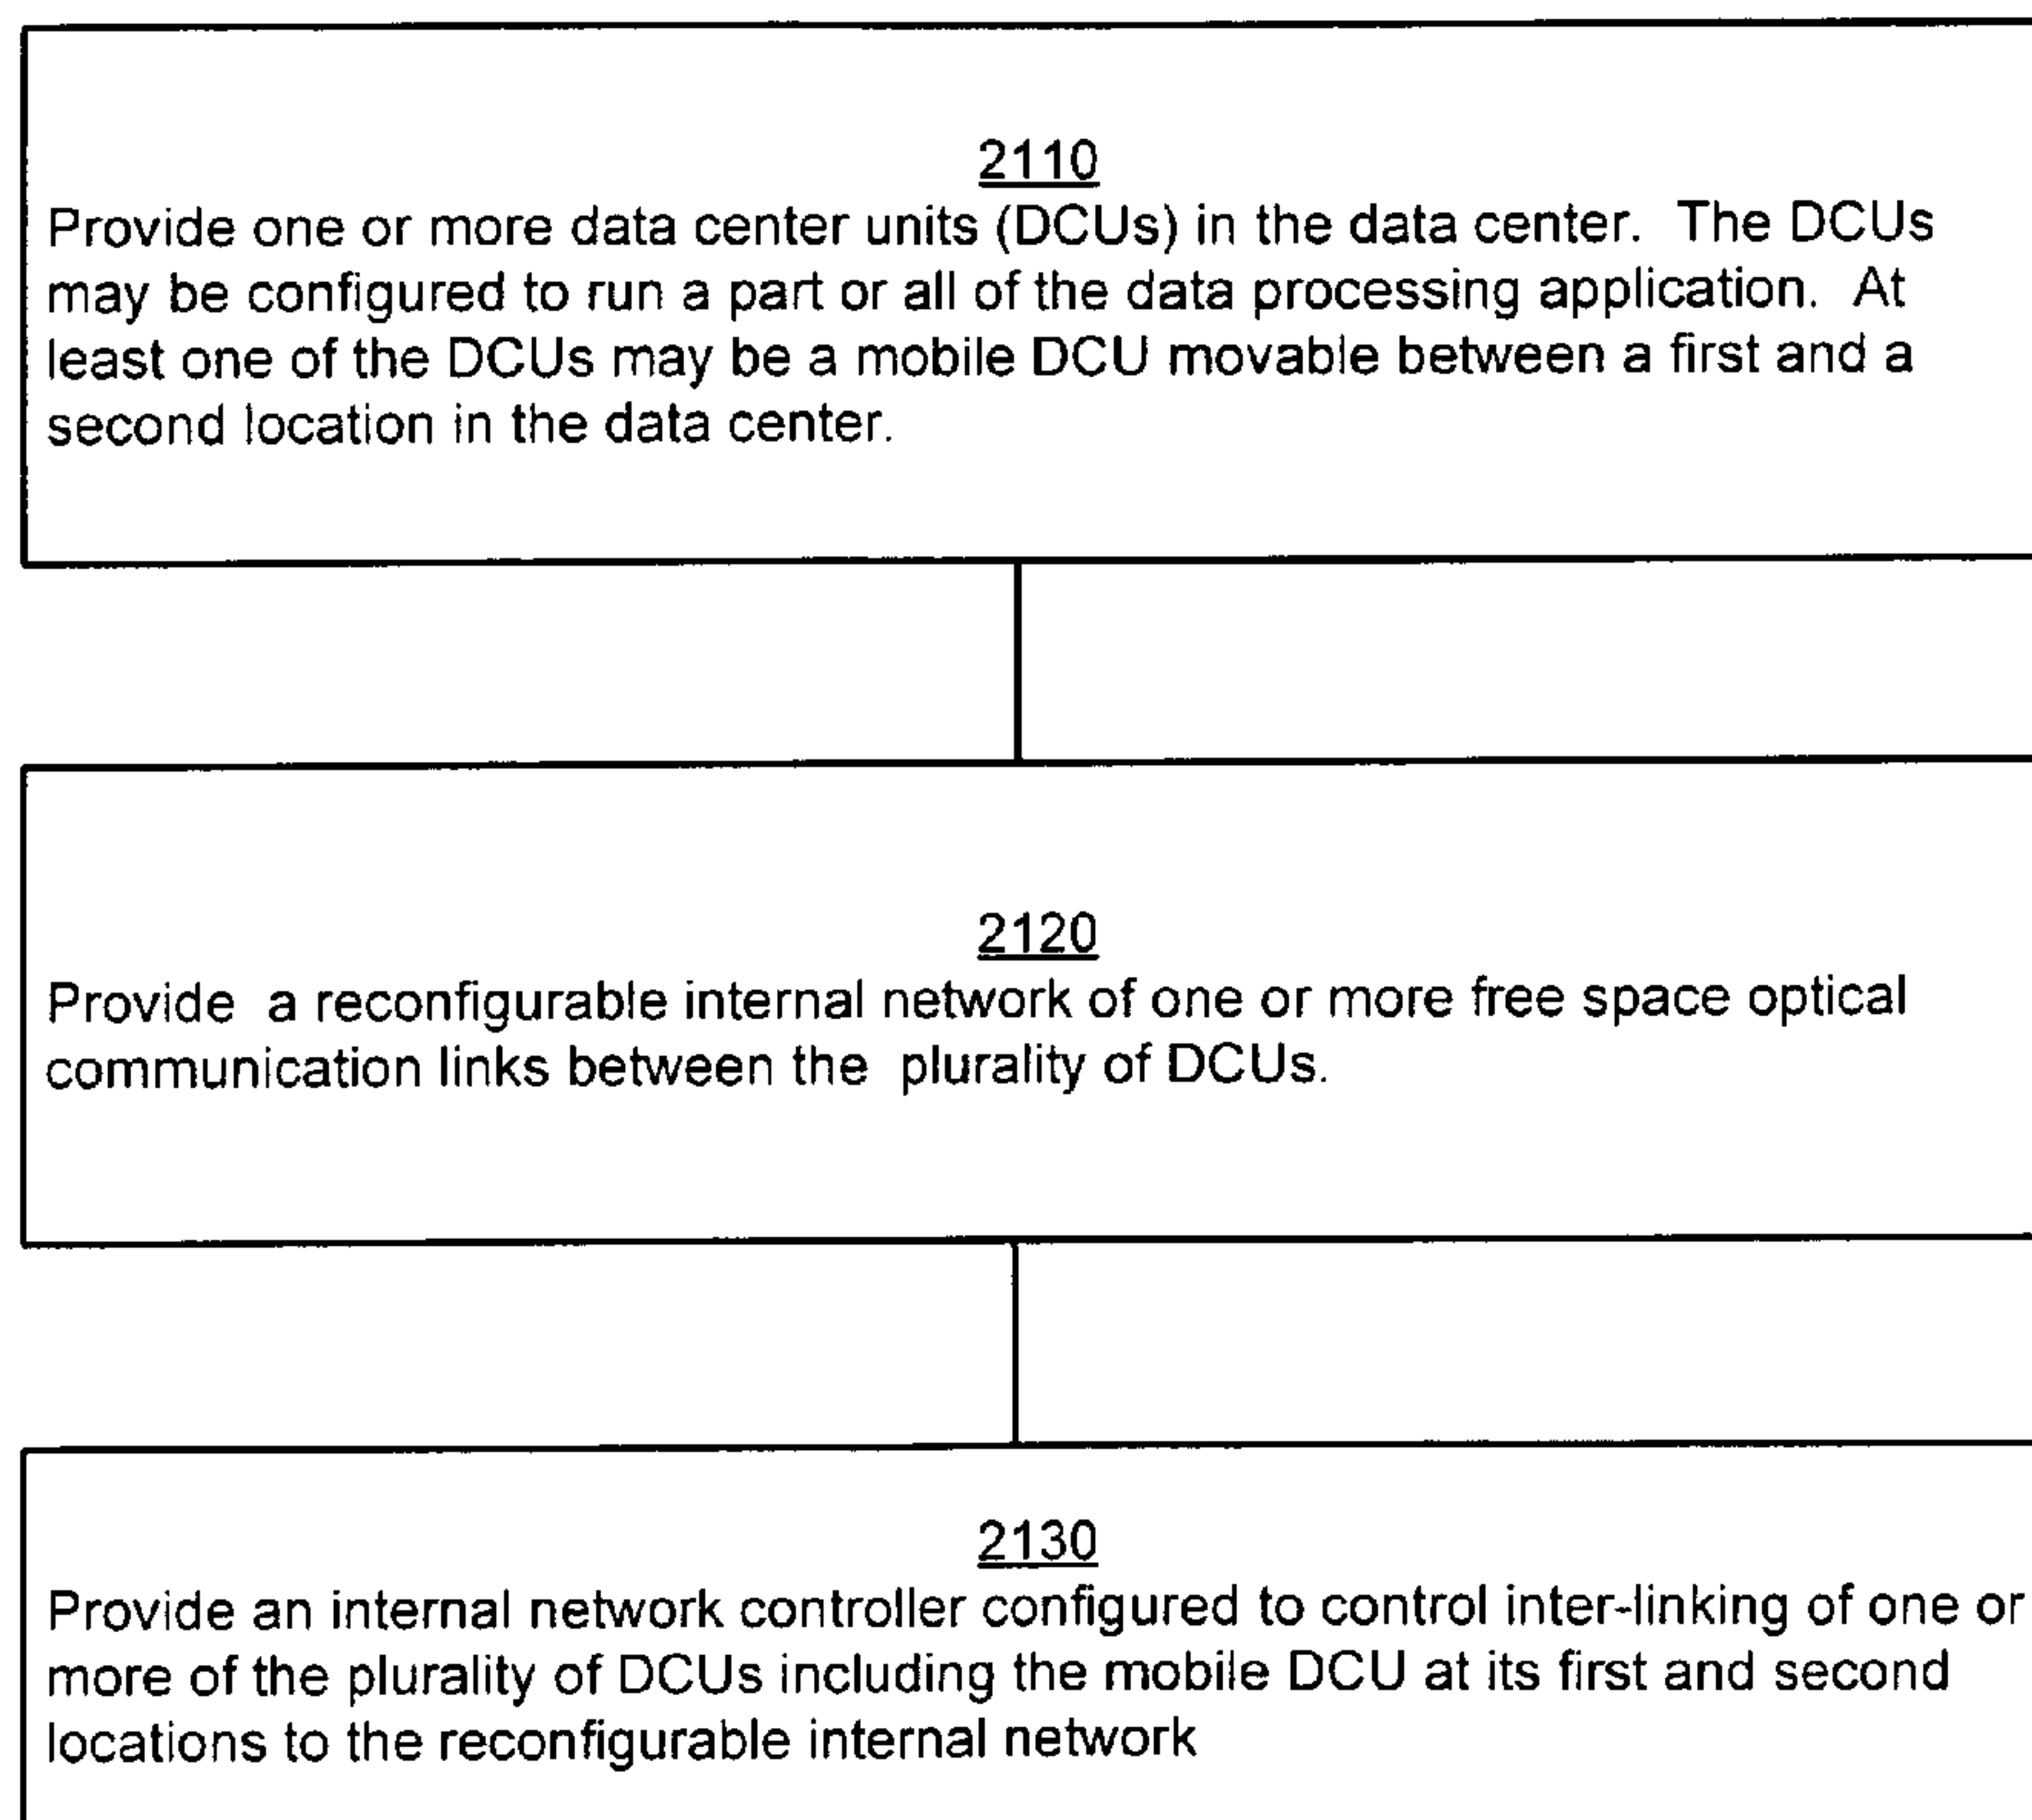 2110
Provide one or more data center units (DCUs) in the data center.  The DCUs
may be configured to run a part or all of the data processing application.  At
least one of the DCUs may be a mobile DCU movable between a first and a
second location in the data center.
2120
Provide  a reconfigurable internal network of one or more free space optical
communication links between the  plurality of DCUs.
2130
Provide an internal network controller configured to control inter-linking of one or
more of the plurality of DCUs including the mobile DCU at its first and second
locations to the reconfigurable internal network